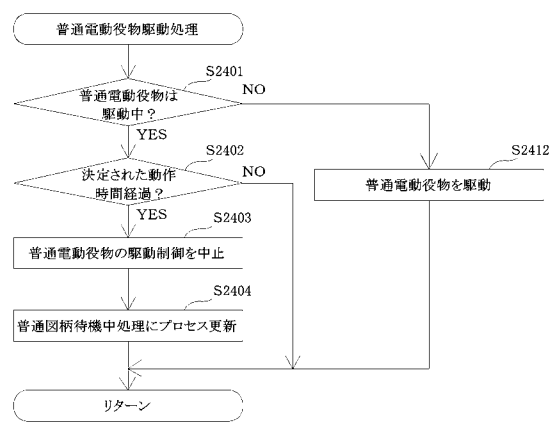 普通電動役物駆動処理
S2401
普通電動役物は
駆動中？
NO
YES
S2402
決定された動作
時間経過？
NO
YES
S2412
普通電動役物を駆動
S2403
普通電動役物の駆動制御を中止
S2404
普通図柄待機中処理にプロセス更新
リターン